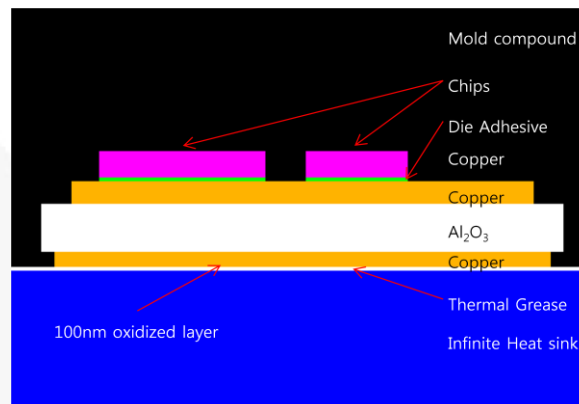 Mold compound
Chips
Die Adhesive
Copper
Copper
Al₂O₃
Copper
Thermal Grease
100nm oxidized layer
Infinite Heat sink